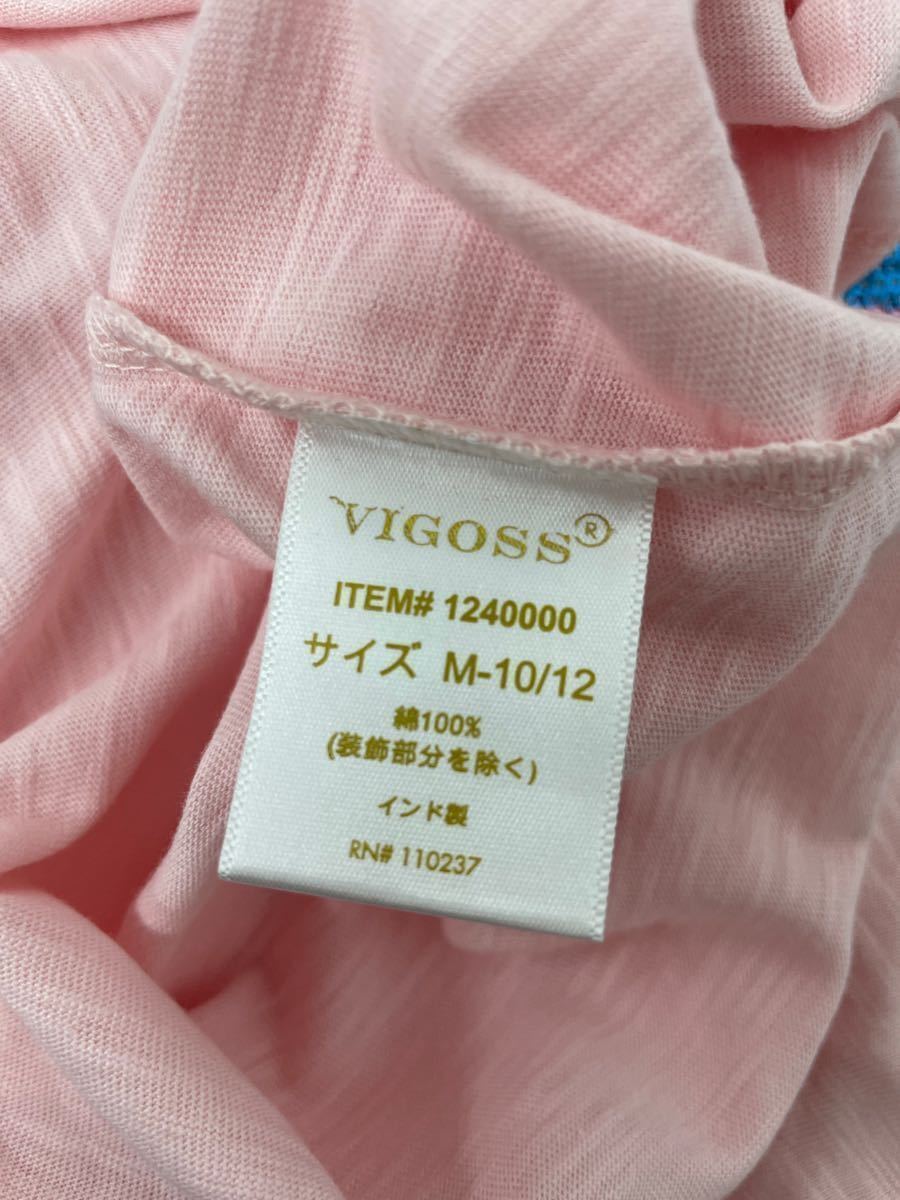 VIGOSS®
ITEM# 1240000
サイズ M-10/12
綿100%
(装飾部分を除く)
インド製
RN# 110237